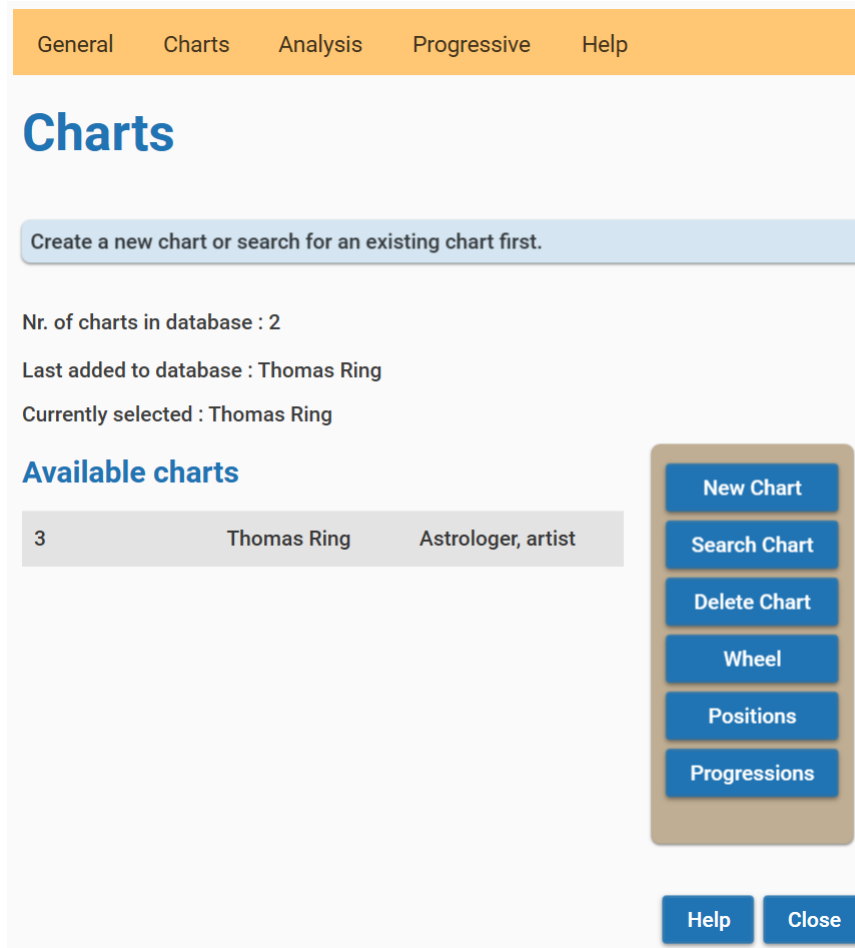 General Charts Analysis Progressive Help
Charts
Create a new chart or search for an existing chart first.
Nr. of charts in database : 2
Last added to database : Thomas Ring
Currently selected : Thomas Ring
Available charts
3 Thomas Ring Astrologer, artist
New Chart
Search Chart
Delete Chart
Wheel
Positions
Progressions
Help Close